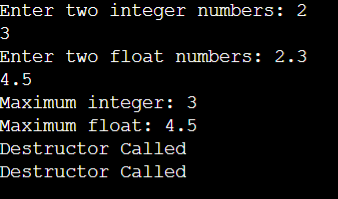 Enter two integer numbers: 2
3
Enter two float numbers: 2.3
4.5
Maximum integer: 3
Maximum float: 4.5
Destructor Called
Destructor Called